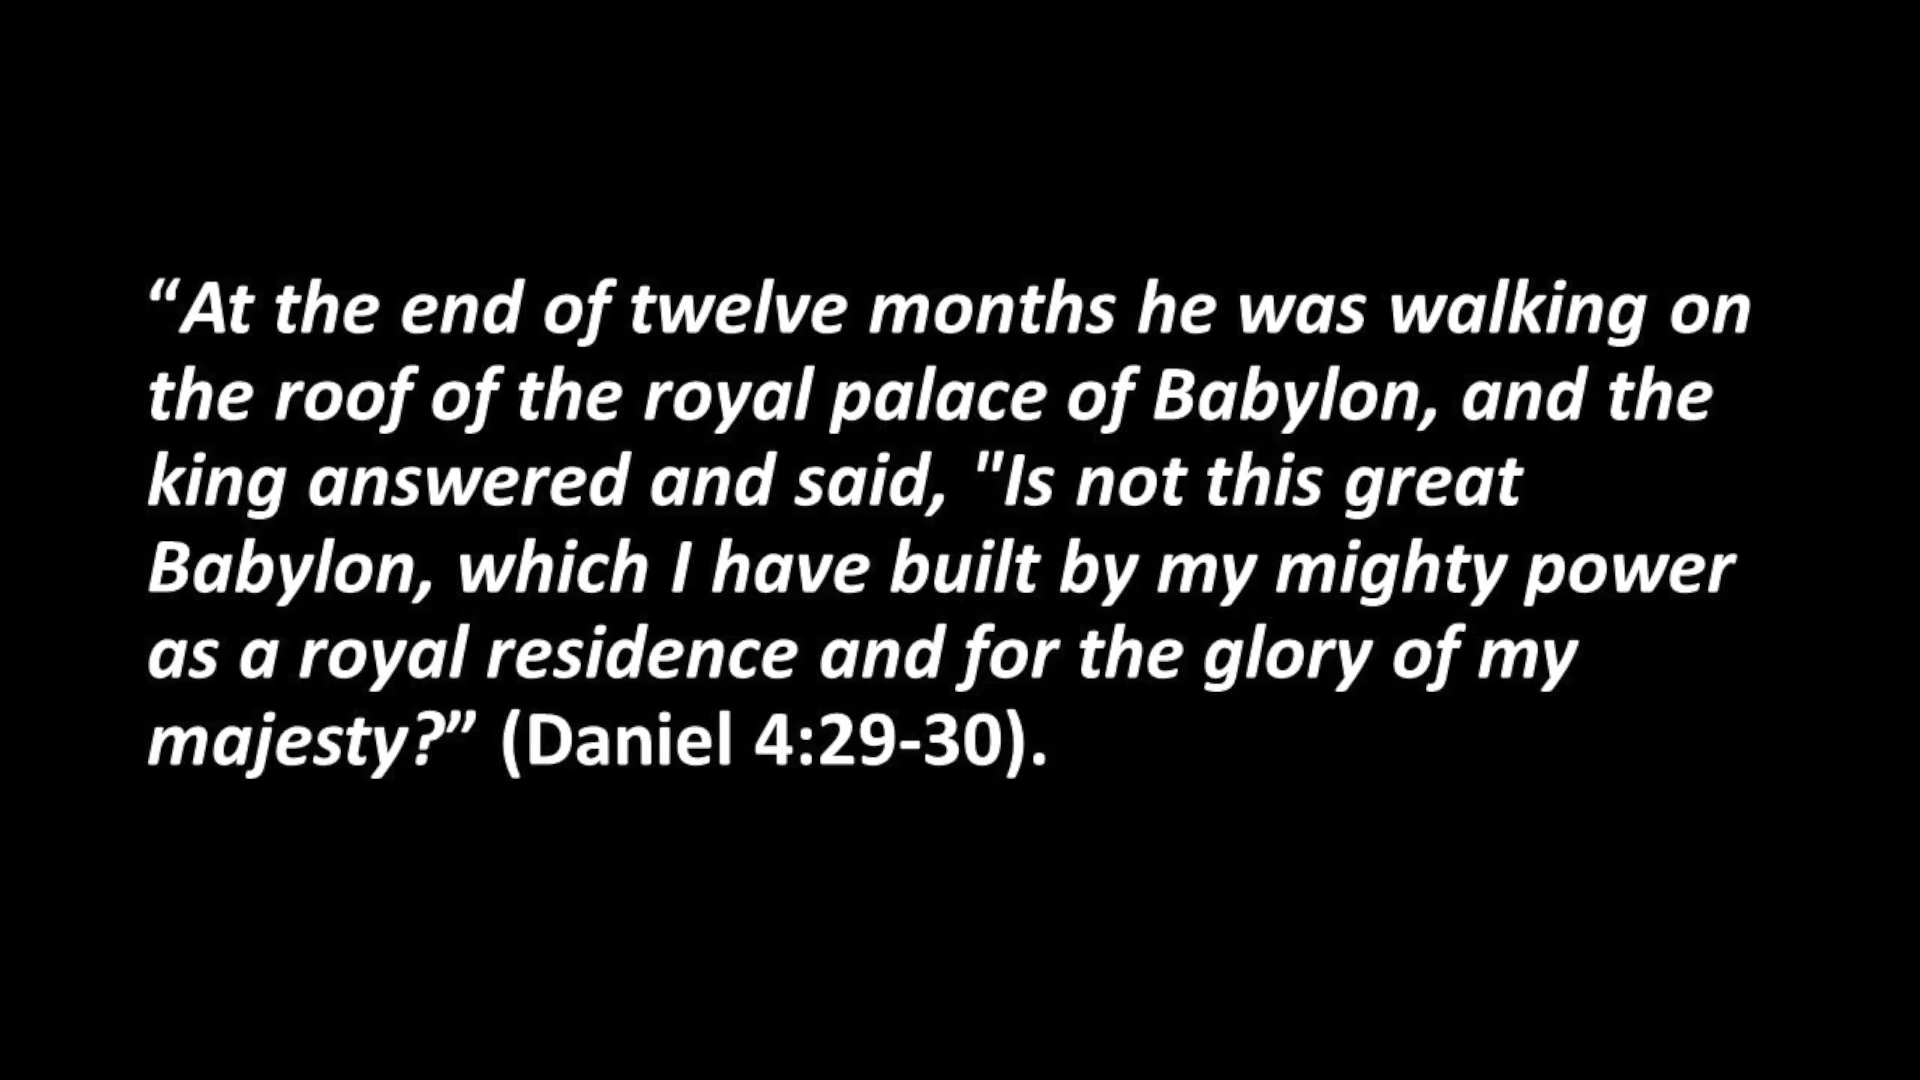 “At the end of twelve months he was walking on
the roof of the royal palace of Babylon, and the
king answered and said, "Is not this great
Babylon, which I have built by my mighty power
as a royal residence and for the glory of my
majesty?” (Daniel 4:29-30).